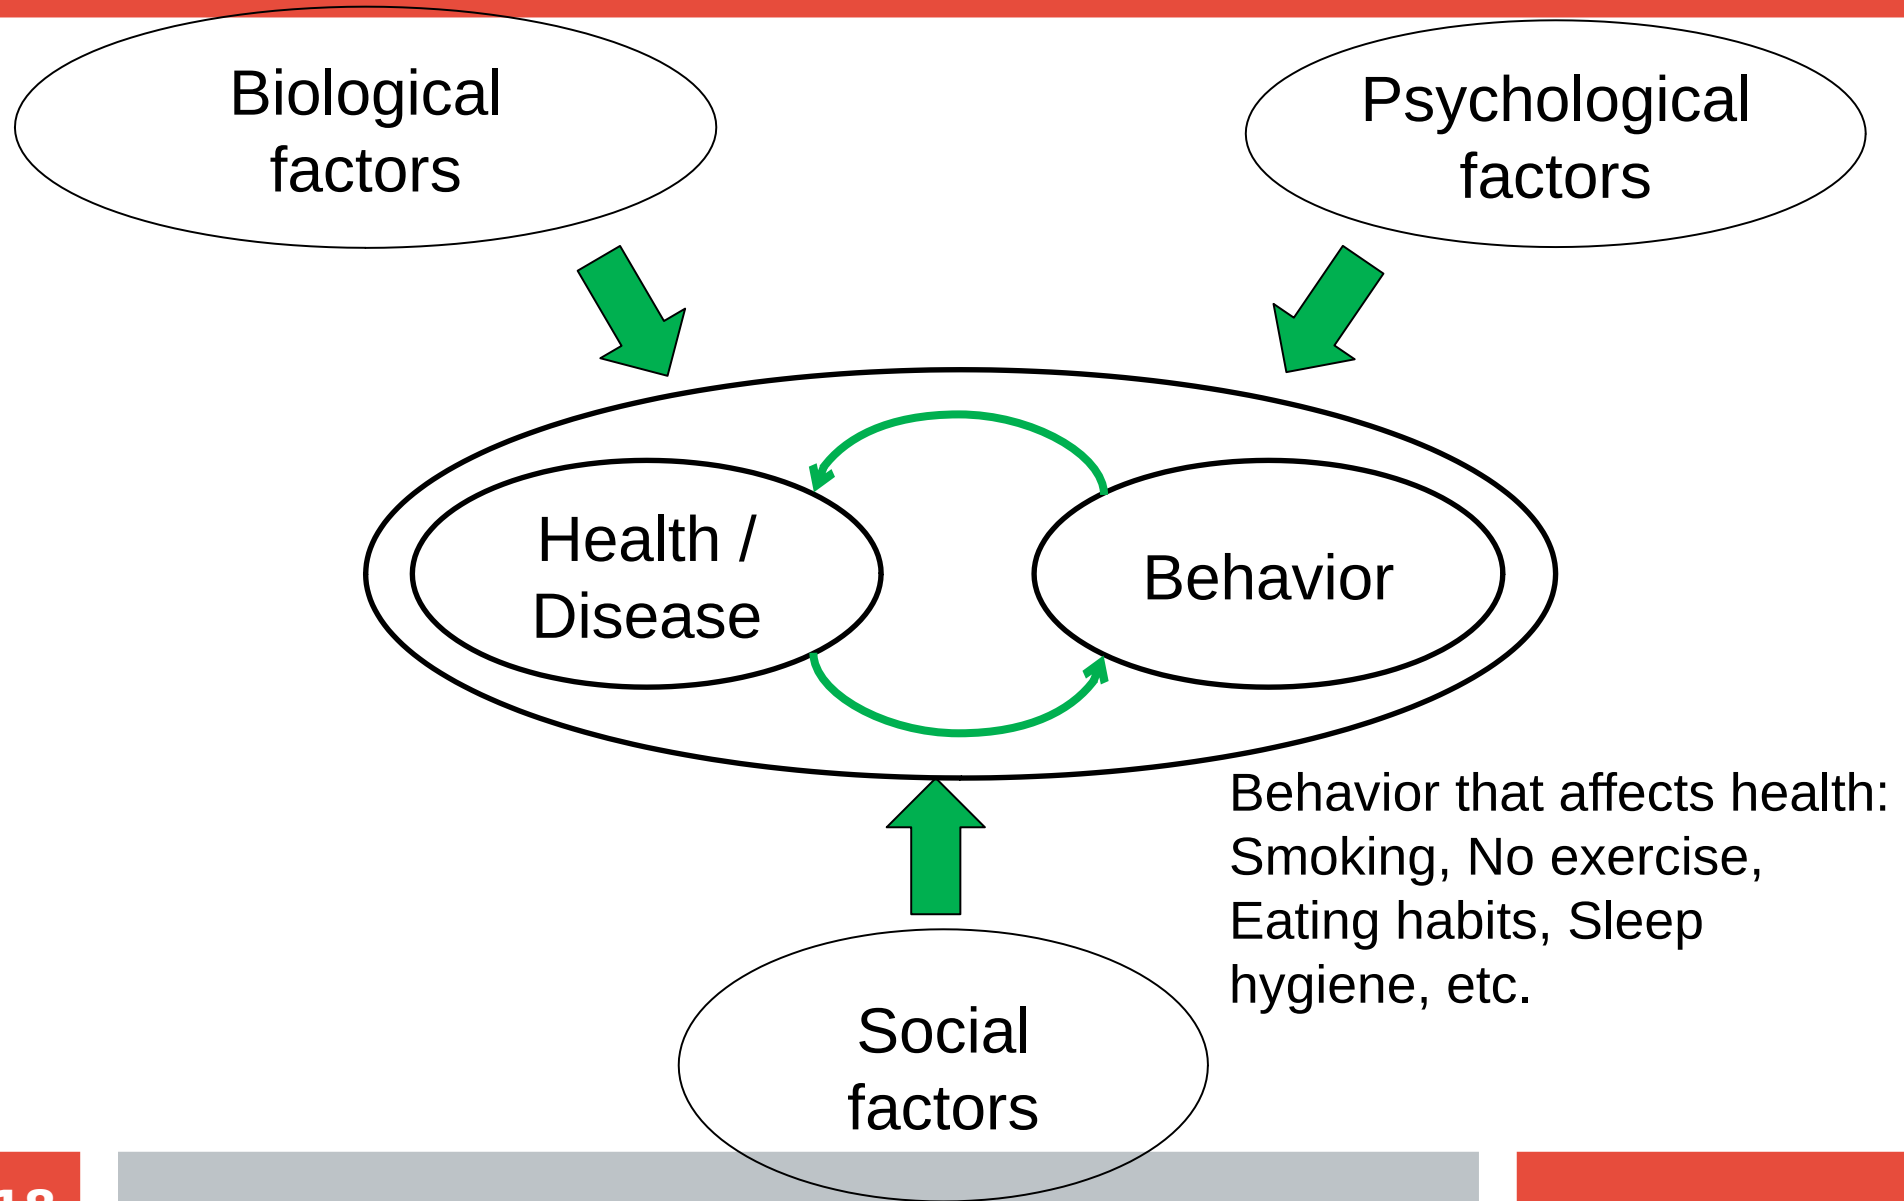 Biological
factors
Psychological
factors
Health /
Disease
Behavior
Behavior that affects health:
Smoking, No exercise,
Eating habits, Sleep
hygiene, etc.
Social
factors
18